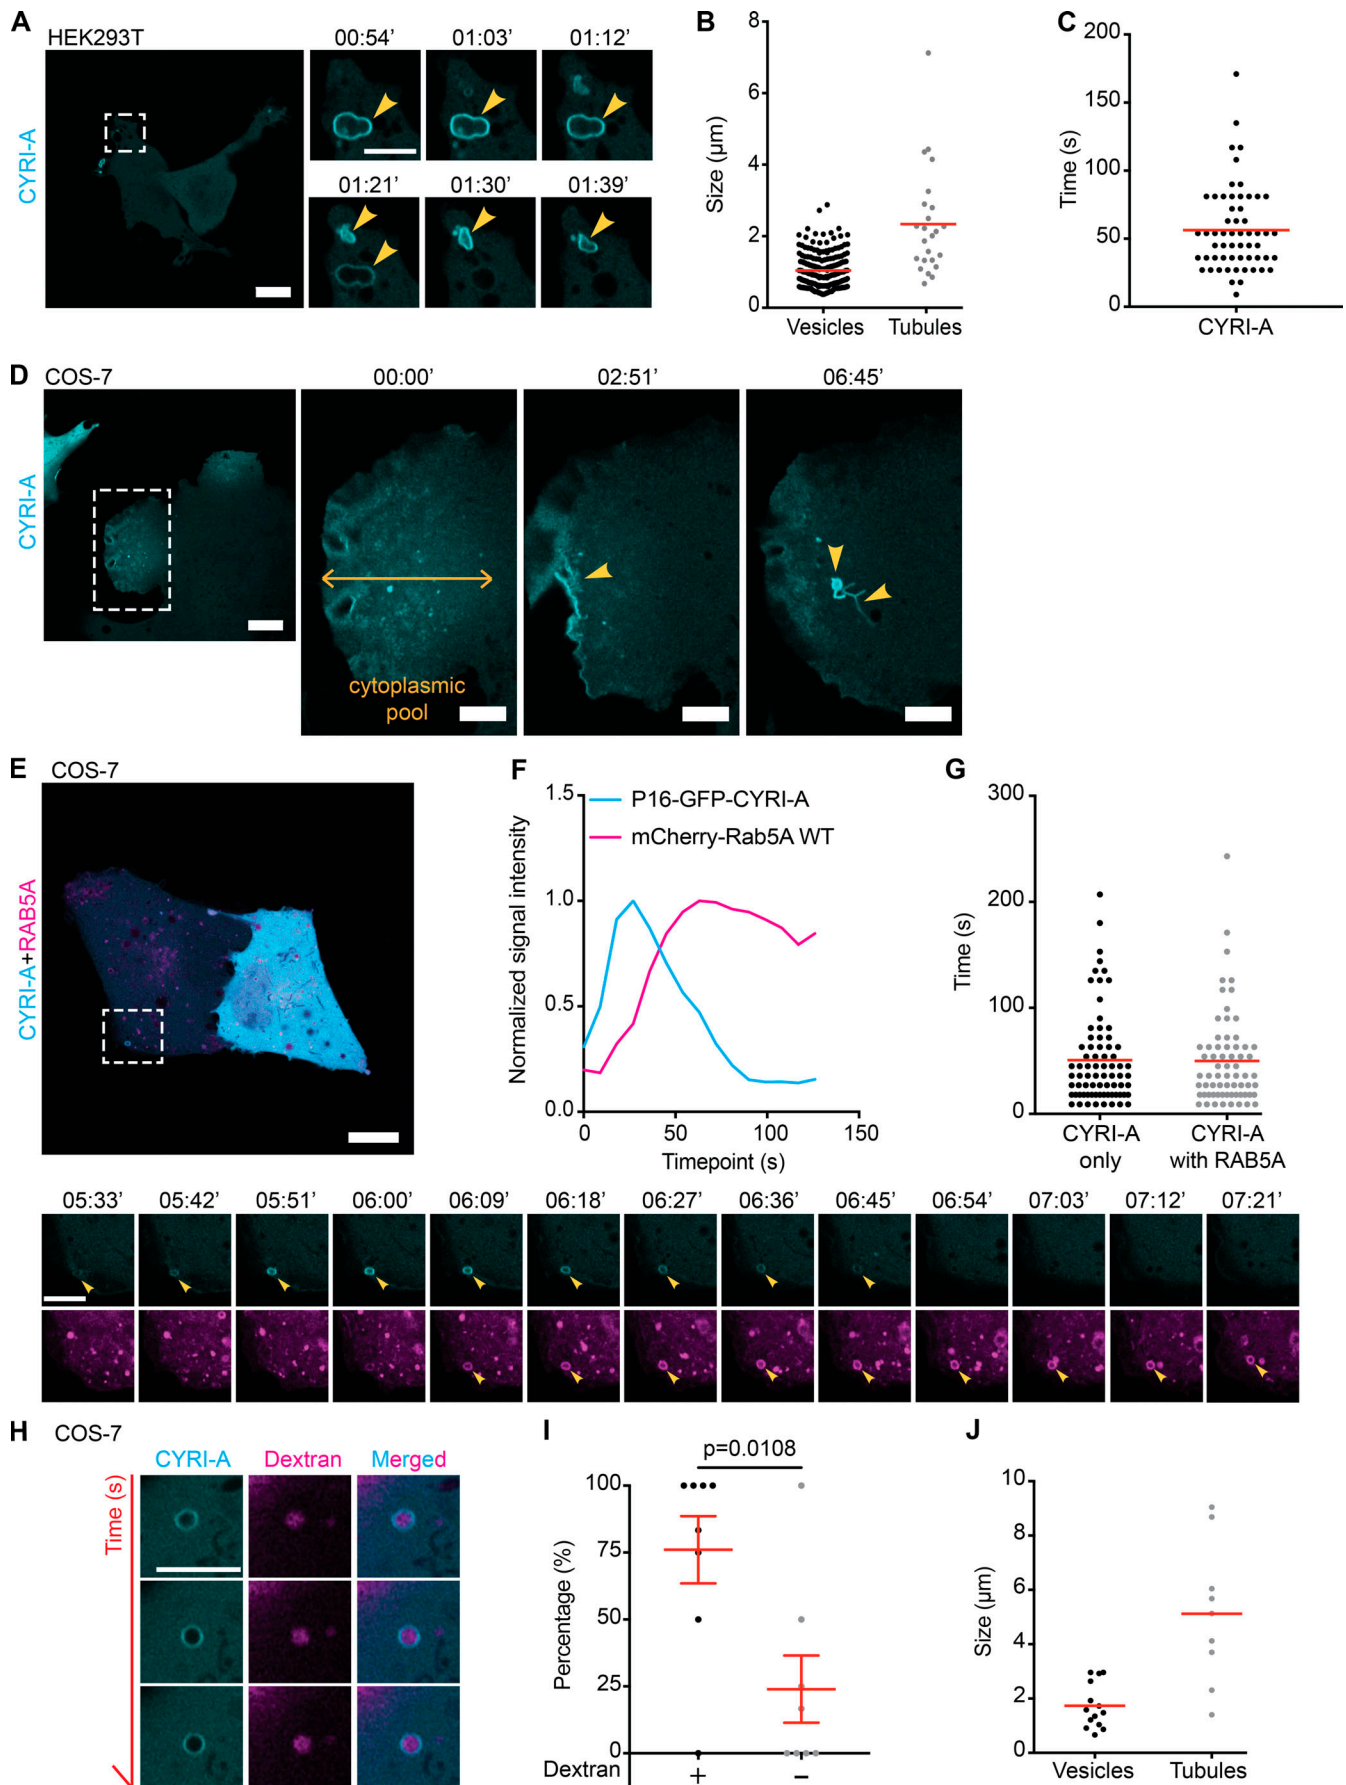 A
HEK293T
CYRI-A
00:54’
01:03’
01:12’
01:21’
01:30’
01:39’
B
Size (µm)
8
6
4
2
0
Vesicles
Tubules
C
Time (s)
200
150
100
50
0
CYRI-A
D
COS-7
CYRI-A
00:00’
02:51’
06:45’
cytoplasmic
pool
E
COS-7
CYRI-A+RAB5A
F
Normalized signal intensity
1.5
1.0
0.5
0.0
P16-GFP-CYRI-A
mCherry-Rab5A WT
0
50
100
150
Timepoint (s)
G
Time (s)
300
200
100
0
CYRI-A
only
CYRI-A
with RAB5A
05:33’ 05:42’ 05:51’ 06:00’ 06:09’ 06:18’ 06:27’ 06:36’ 06:45’ 06:54’ 07:03’ 07:12’ 07:21’
H
COS-7
CYRI-A
Dextran
Merged
Time (s)
I
p=0.0108
Percentage (%)
100
75
50
25
0
Dextran
+
−
J
Size (µm)
10
8
6
4
2
0
Vesicles
Tubules